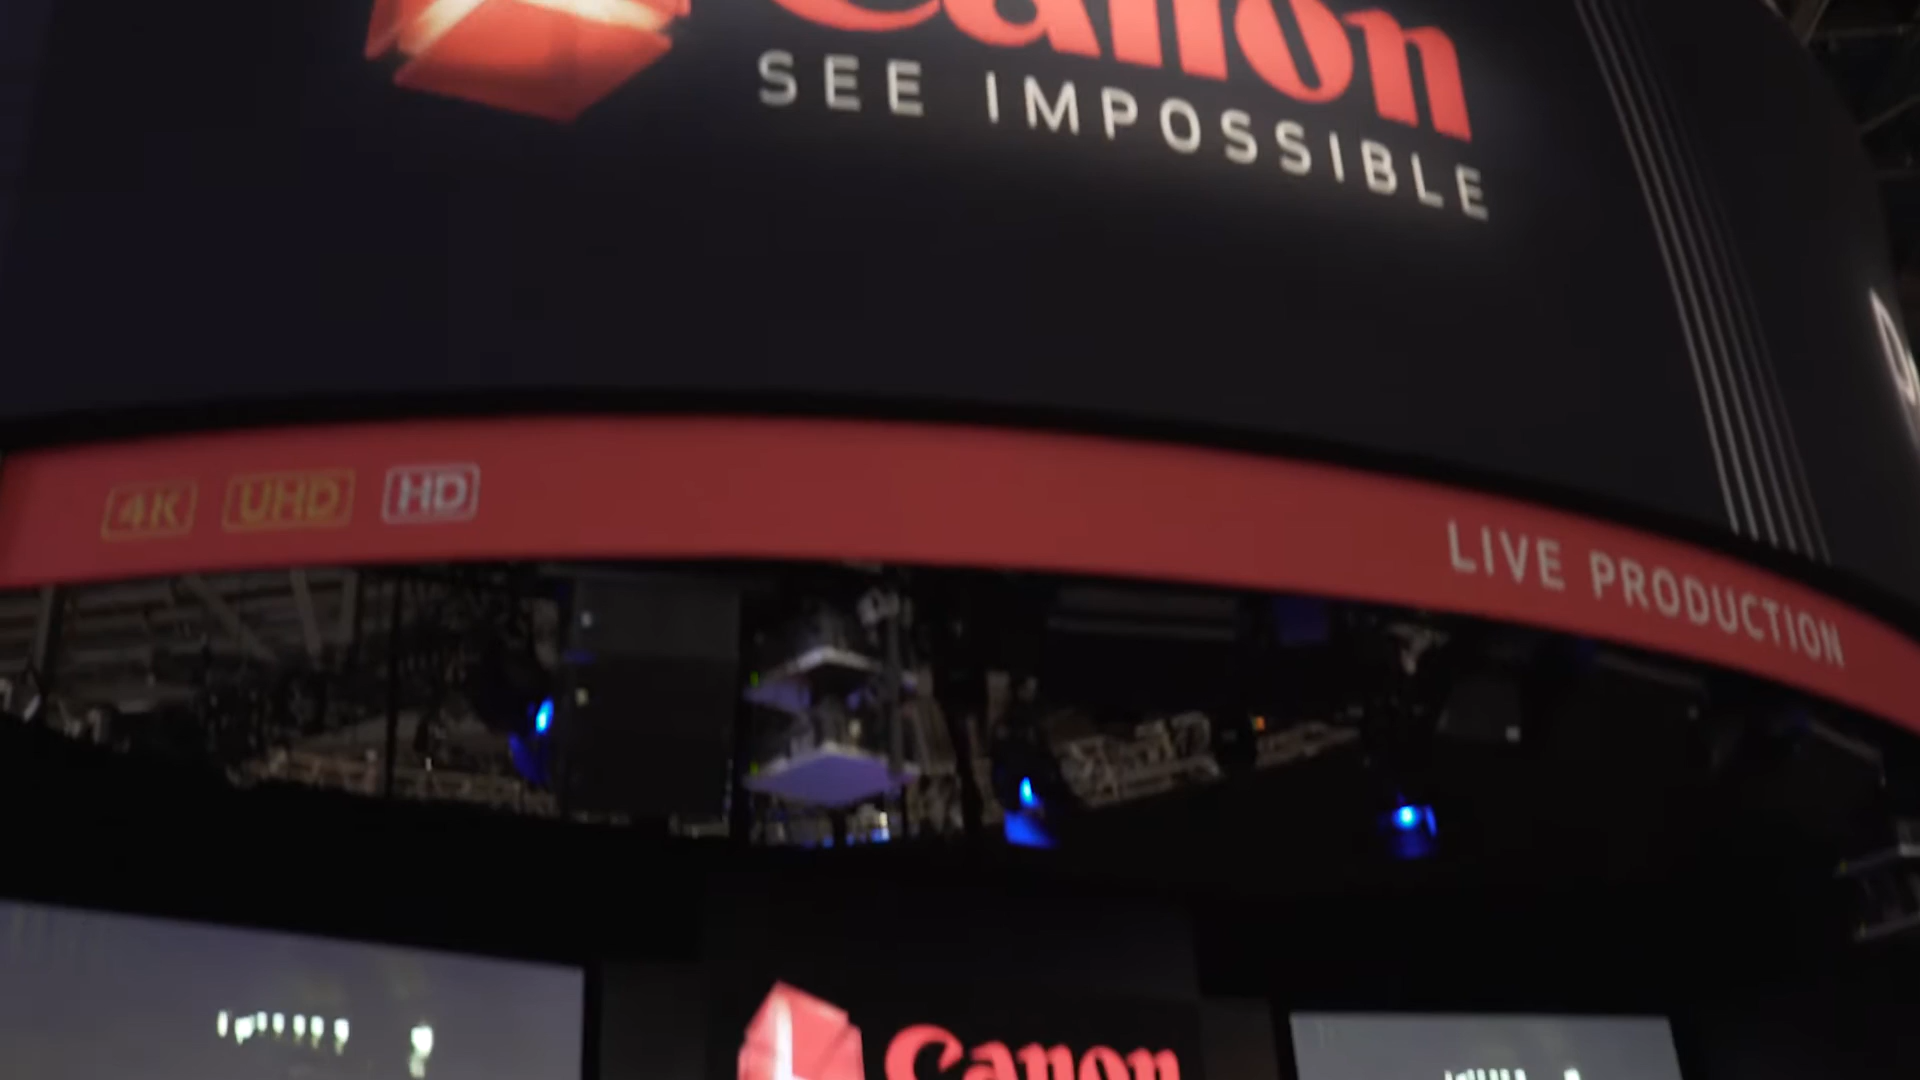 Canon
SEE IMPOSSIBLE
4K UHD HD
LIVE PRODUCTION
Canon